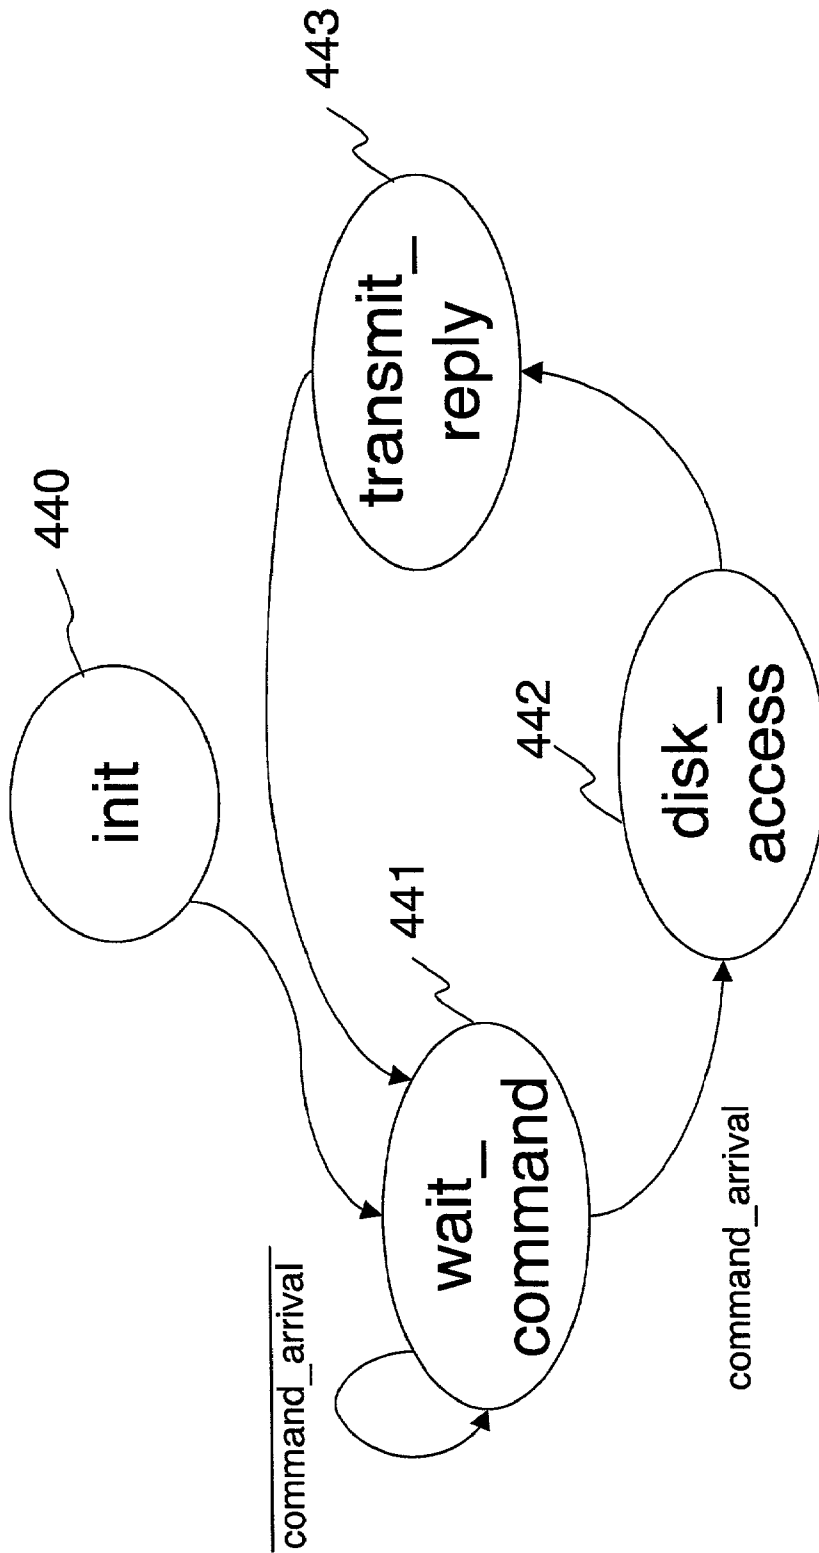 init
440
command_arrival
wait_
command
441
transmit_
reply
443
disk_
access
442
command_arrival